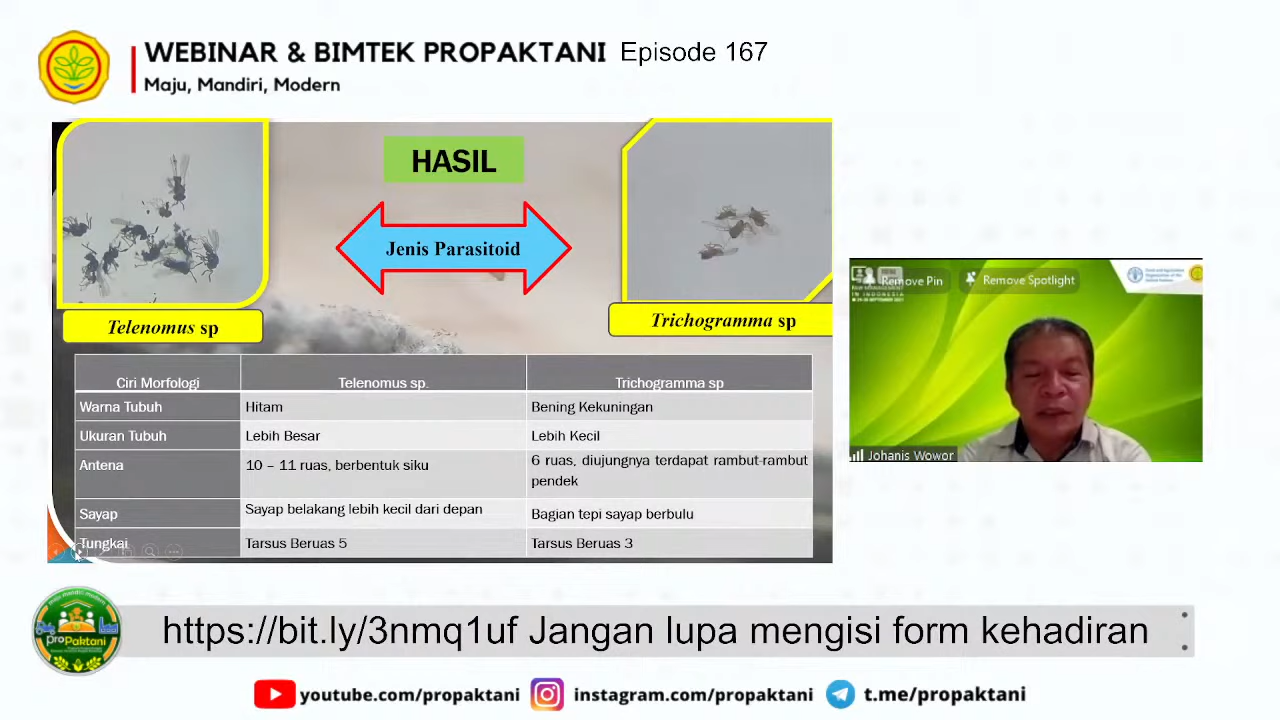 WEBINAR & BIMTEK PROPAKTANI Episode 167
Maju, Mandiri, Modern
HASIL
Jenis Parasitoid
Telenomus sp
Trichogramma sp
Ciri Morfologi Telenomus sp. Trichogramma sp
Warna Tubuh Hitam Bening Kekuningan
Ukuran Tubuh Lebih Besar Lebih Kecil
Antena 10 – 11 ruas, berbentuk siku 6 ruas, diujungnya terdapat rambut-rambut
pendek
Sayap Sayap belakang lebih kecil dari depan Bagian tepi sayap berbulu
Tungkai Tarsus Beruas 5 Tarsus Beruas 3
Remove Pin Remove Spotlight
Johanis Wowor
ProPaktani
https://bit.ly/3nmq1uf Jangan lupa mengisi form kehadiran
youtube.com/propaktani instagram.com/propaktani t.me/propaktani